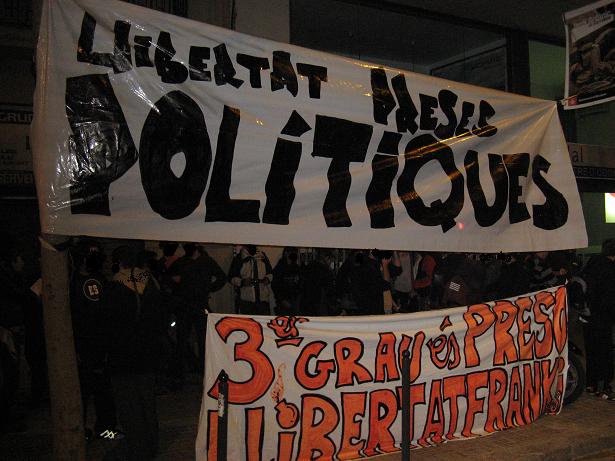 LLIBERTAT PRESES
POLÍTIQUES
3er GRAU és PRESÓ
LLIBERTAT FRANKI